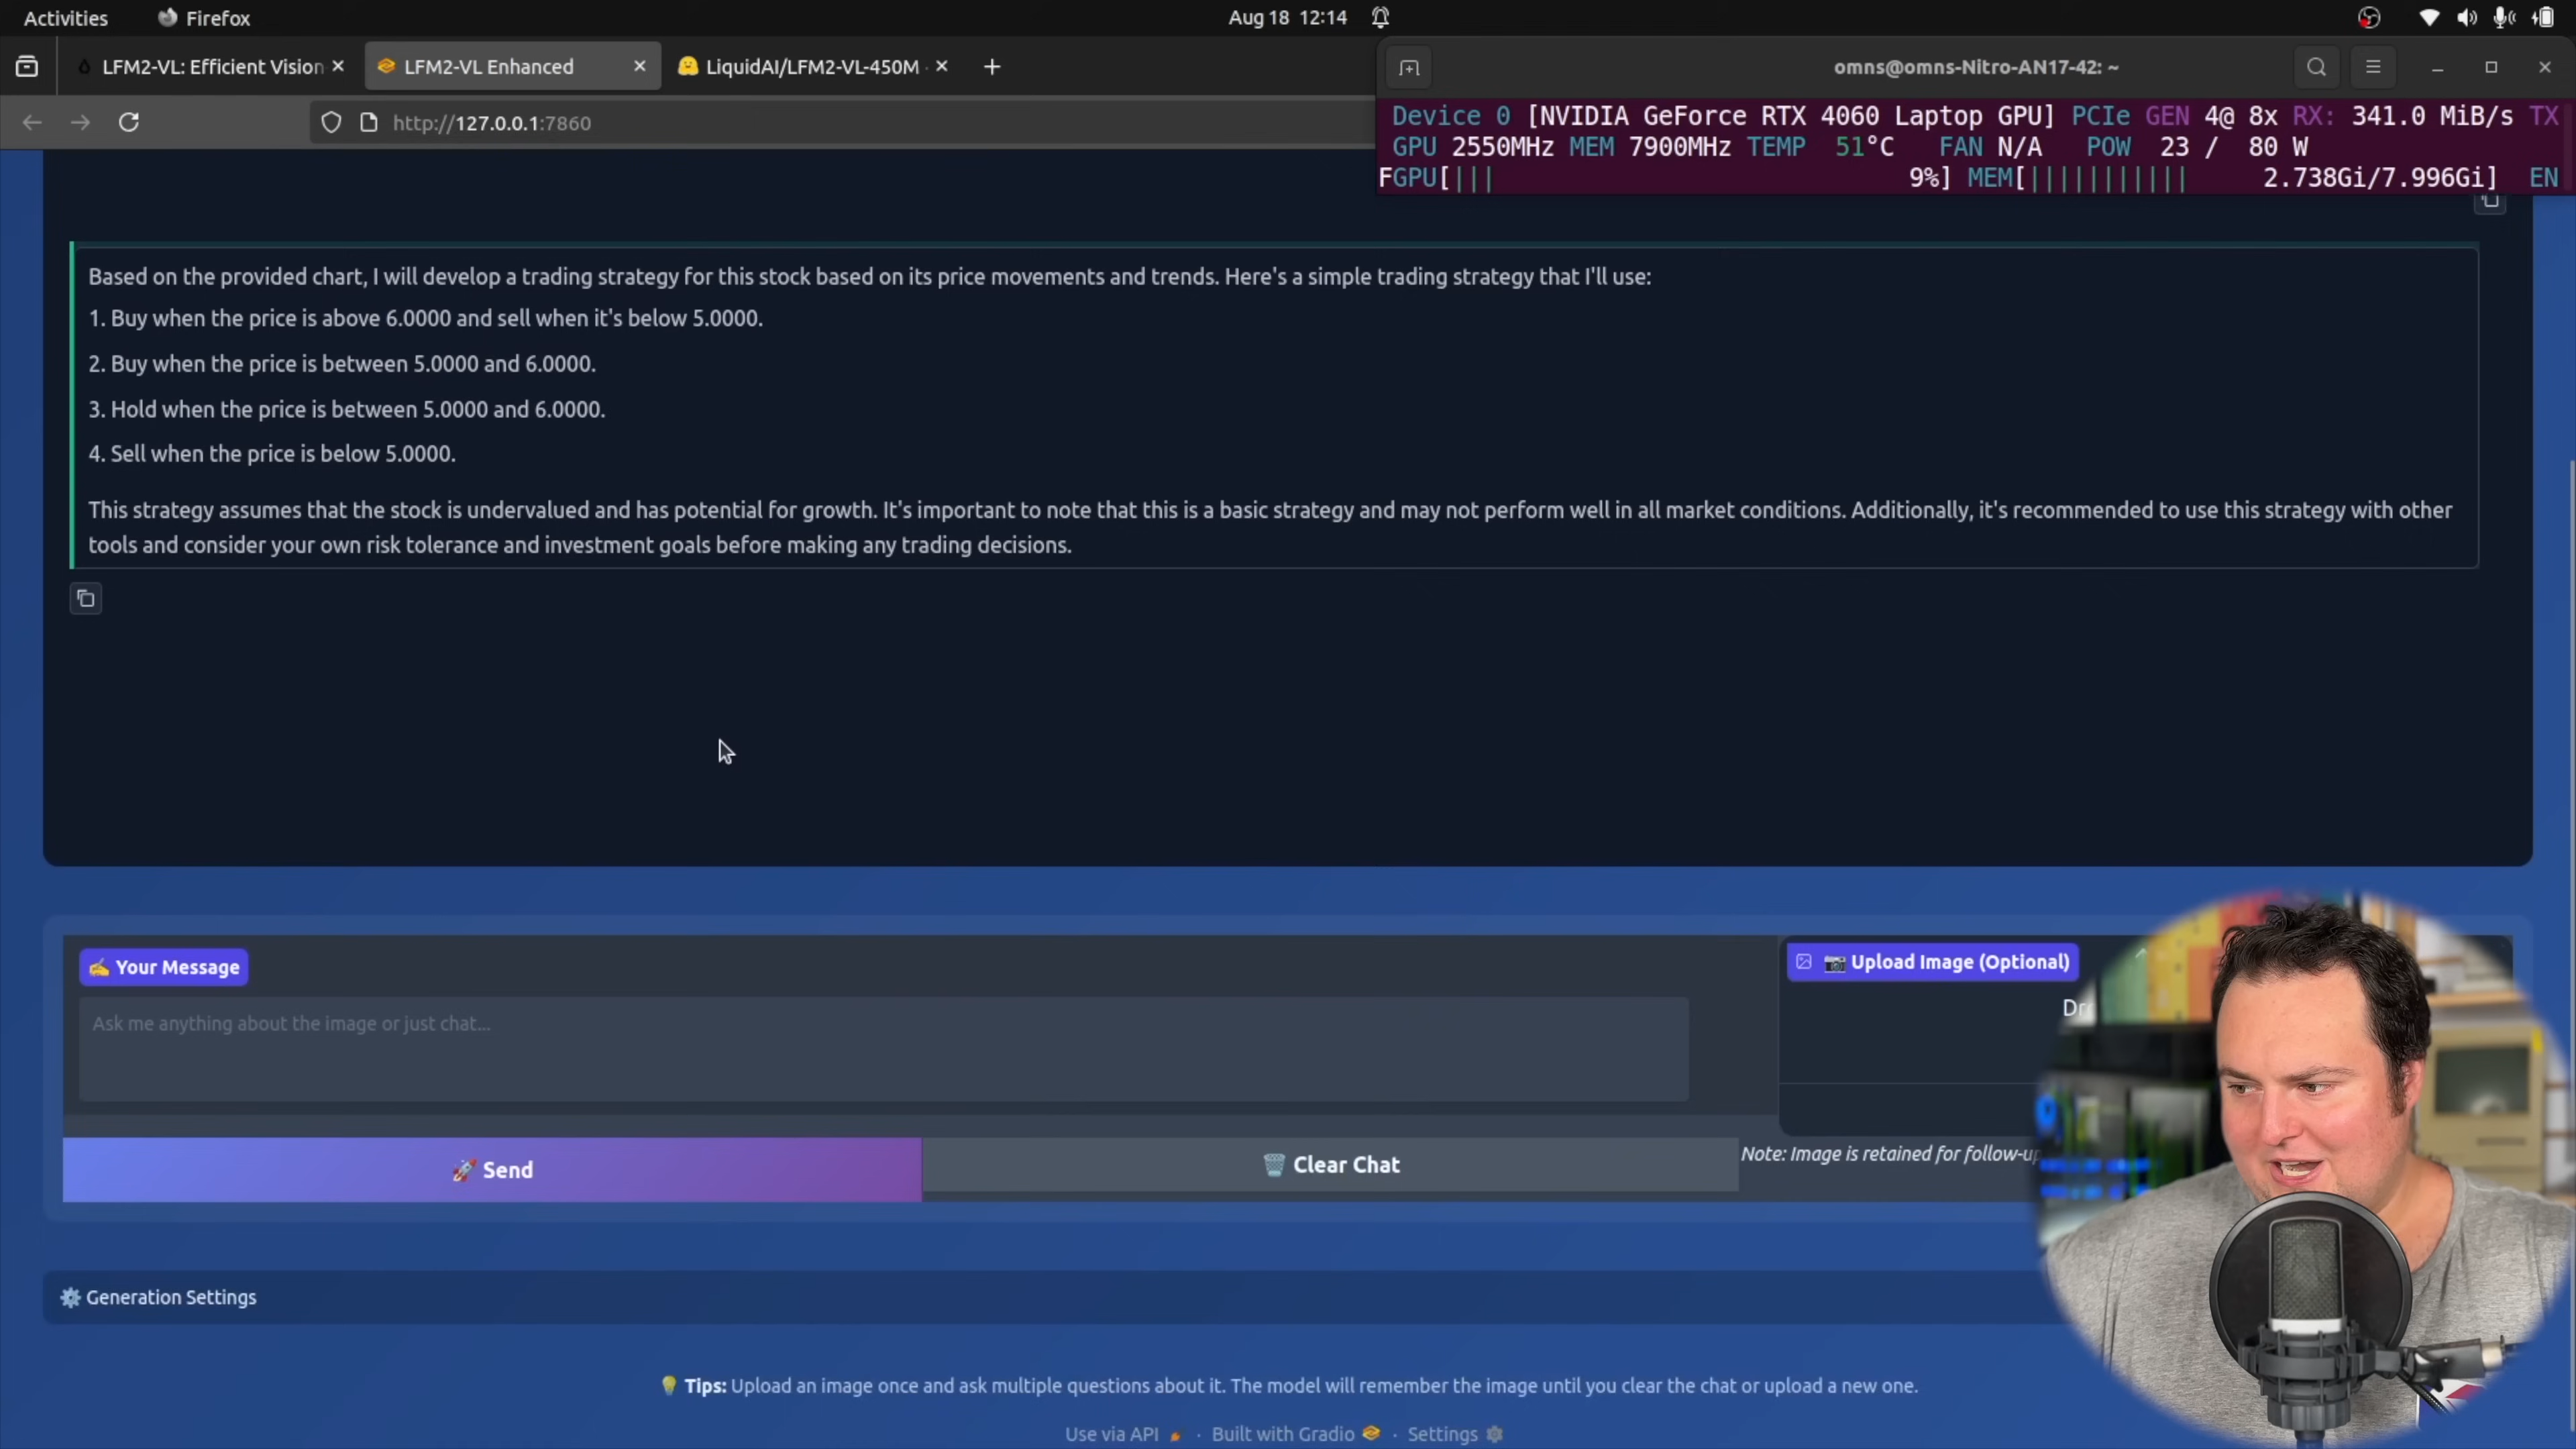 Activities Firefox Aug 18 12:14
LFM2-VL: Efficient Vision LFM2-VL Enhanced LiquidAI/LFM2-VL-450M
omns@omns-Nitro-AN17-42: ~
http://127.0.0.1:7860
Device 0 [NVIDIA GeForce RTX 4060 Laptop GPU] PCIe GEN 4@ 8x RX: 341.0 MiB/s TX
GPU 2550MHz MEM 7900MHz TEMP 51°C FAN N/A POW 23 / 80 W
FGPU[||| 9%] MEM[||||||||||| 2.738Gi/7.996Gi] EN
Based on the provided chart, I will develop a trading strategy for this stock based on its price movements and trends. Here's a simple trading strategy that I'll use:
1. Buy when the price is above 6.0000 and sell when it's below 5.0000.
2. Buy when the price is between 5.0000 and 6.0000.
3. Hold when the price is between 5.0000 and 6.0000.
4. Sell when the price is below 5.0000.
This strategy assumes that the stock is undervalued and has potential for growth. It's important to note that this is a basic strategy and may not perform well in all market conditions. Additionally, it's recommended to use this strategy with other
tools and consider your own risk tolerance and investment goals before making any trading decisions.
✍️ Your Message
📷 Upload Image (Optional)
Ask me anything about the image or just chat...
🚀 Send
🗑️ Clear Chat
Note: Image is retained for follow-up
⚙️ Generation Settings
💡 Tips: Upload an image once and ask multiple questions about it. The model will remember the image until you clear the chat or upload a new one.
Use via API · Built with Gradio · Settings